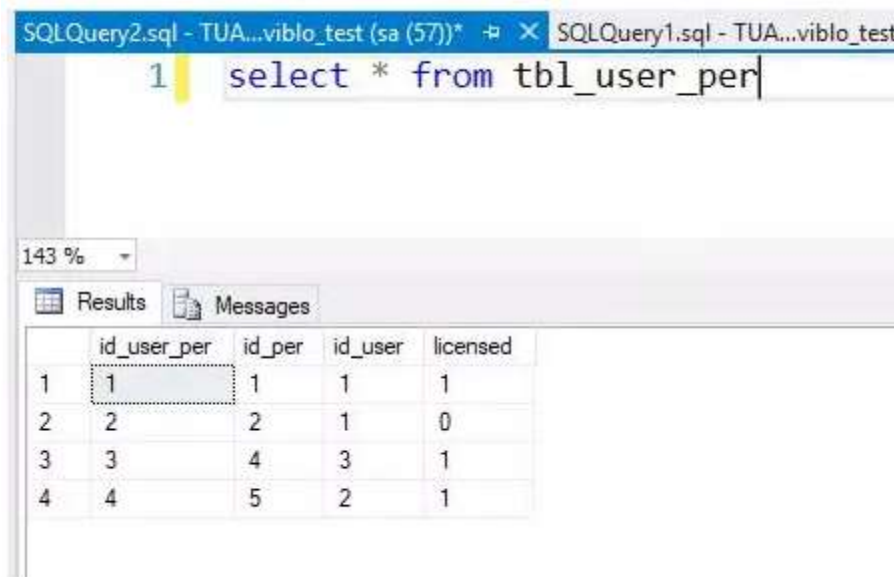 SQLQuery2.sql - TUA...viblo_test (sa (57))* SQLQuery1.sql - TUA...viblo_test
1 select * from tbl_user_per
143 %
Results Messages
id_user_per id_per id_user licensed
1 1 1 1 1
2 2 2 1 0
3 3 4 3 1
4 4 5 2 1